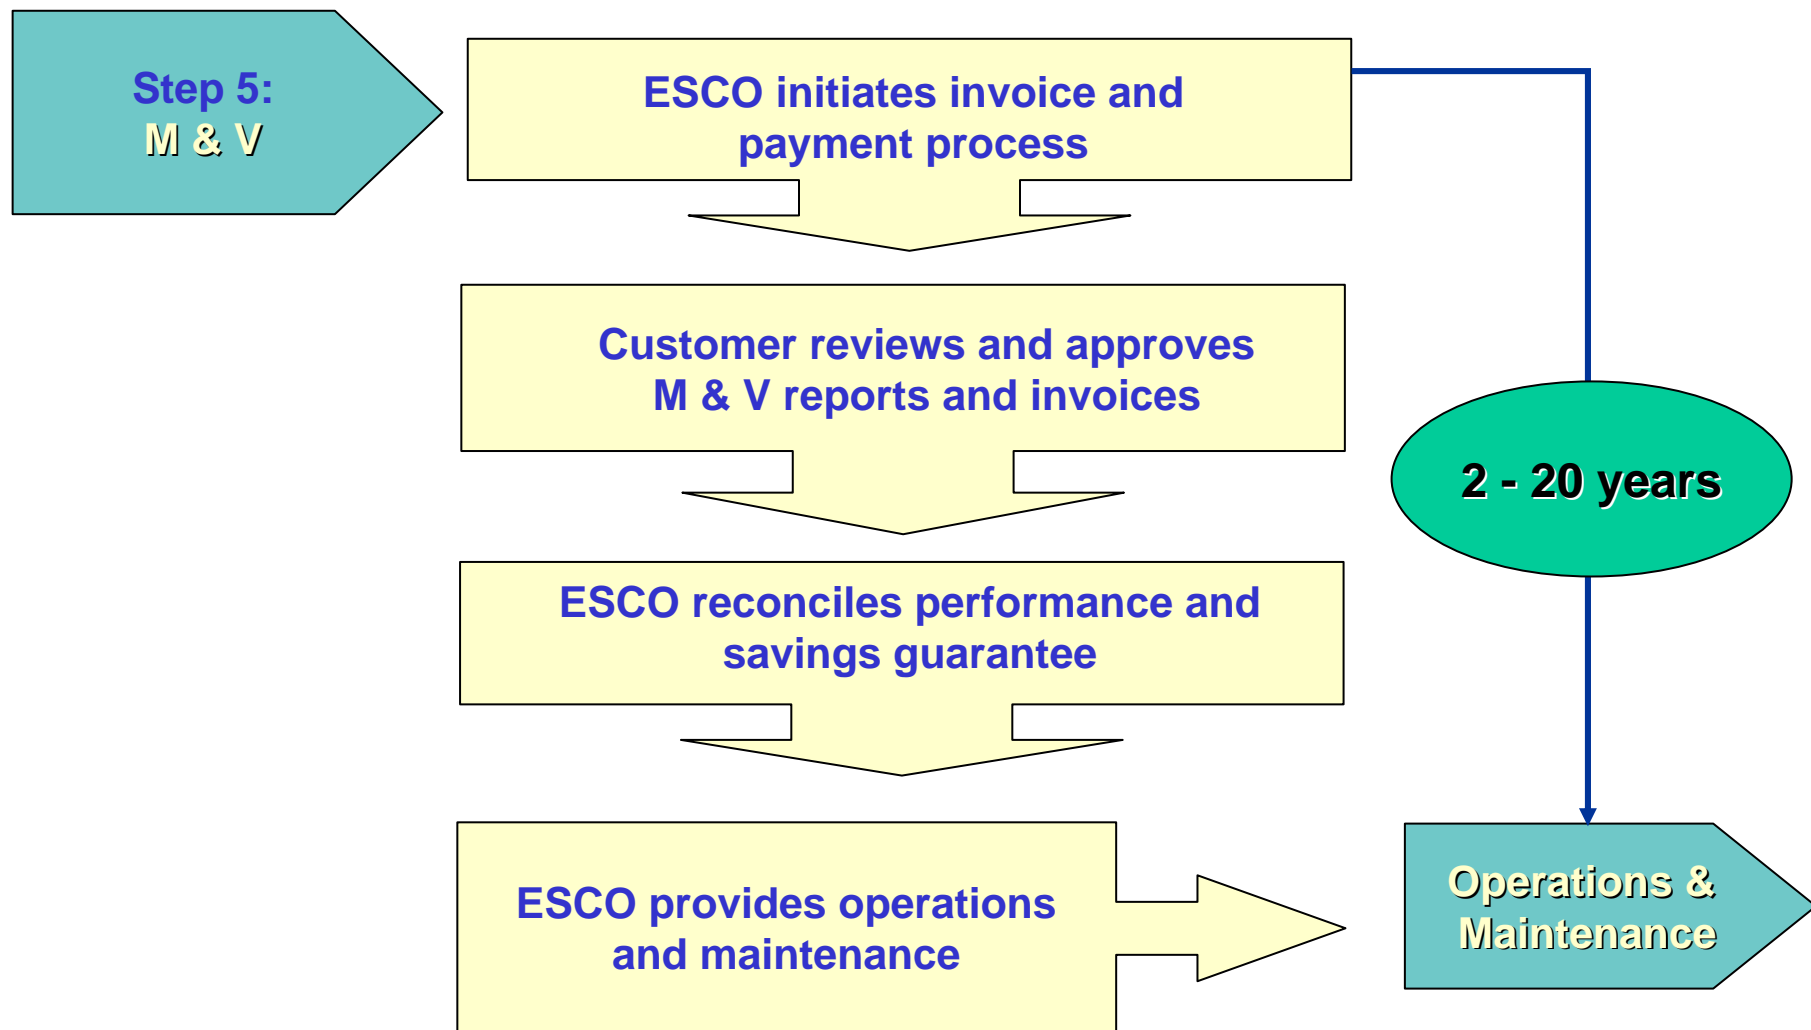 Step 5:
M & V
ESCO initiates invoice and
payment process
Customer reviews and approves
M & V reports and invoices
2 - 20 years
ESCO reconciles performance and
savings guarantee
ESCO provides operations
and maintenance
Operations &
Maintenance